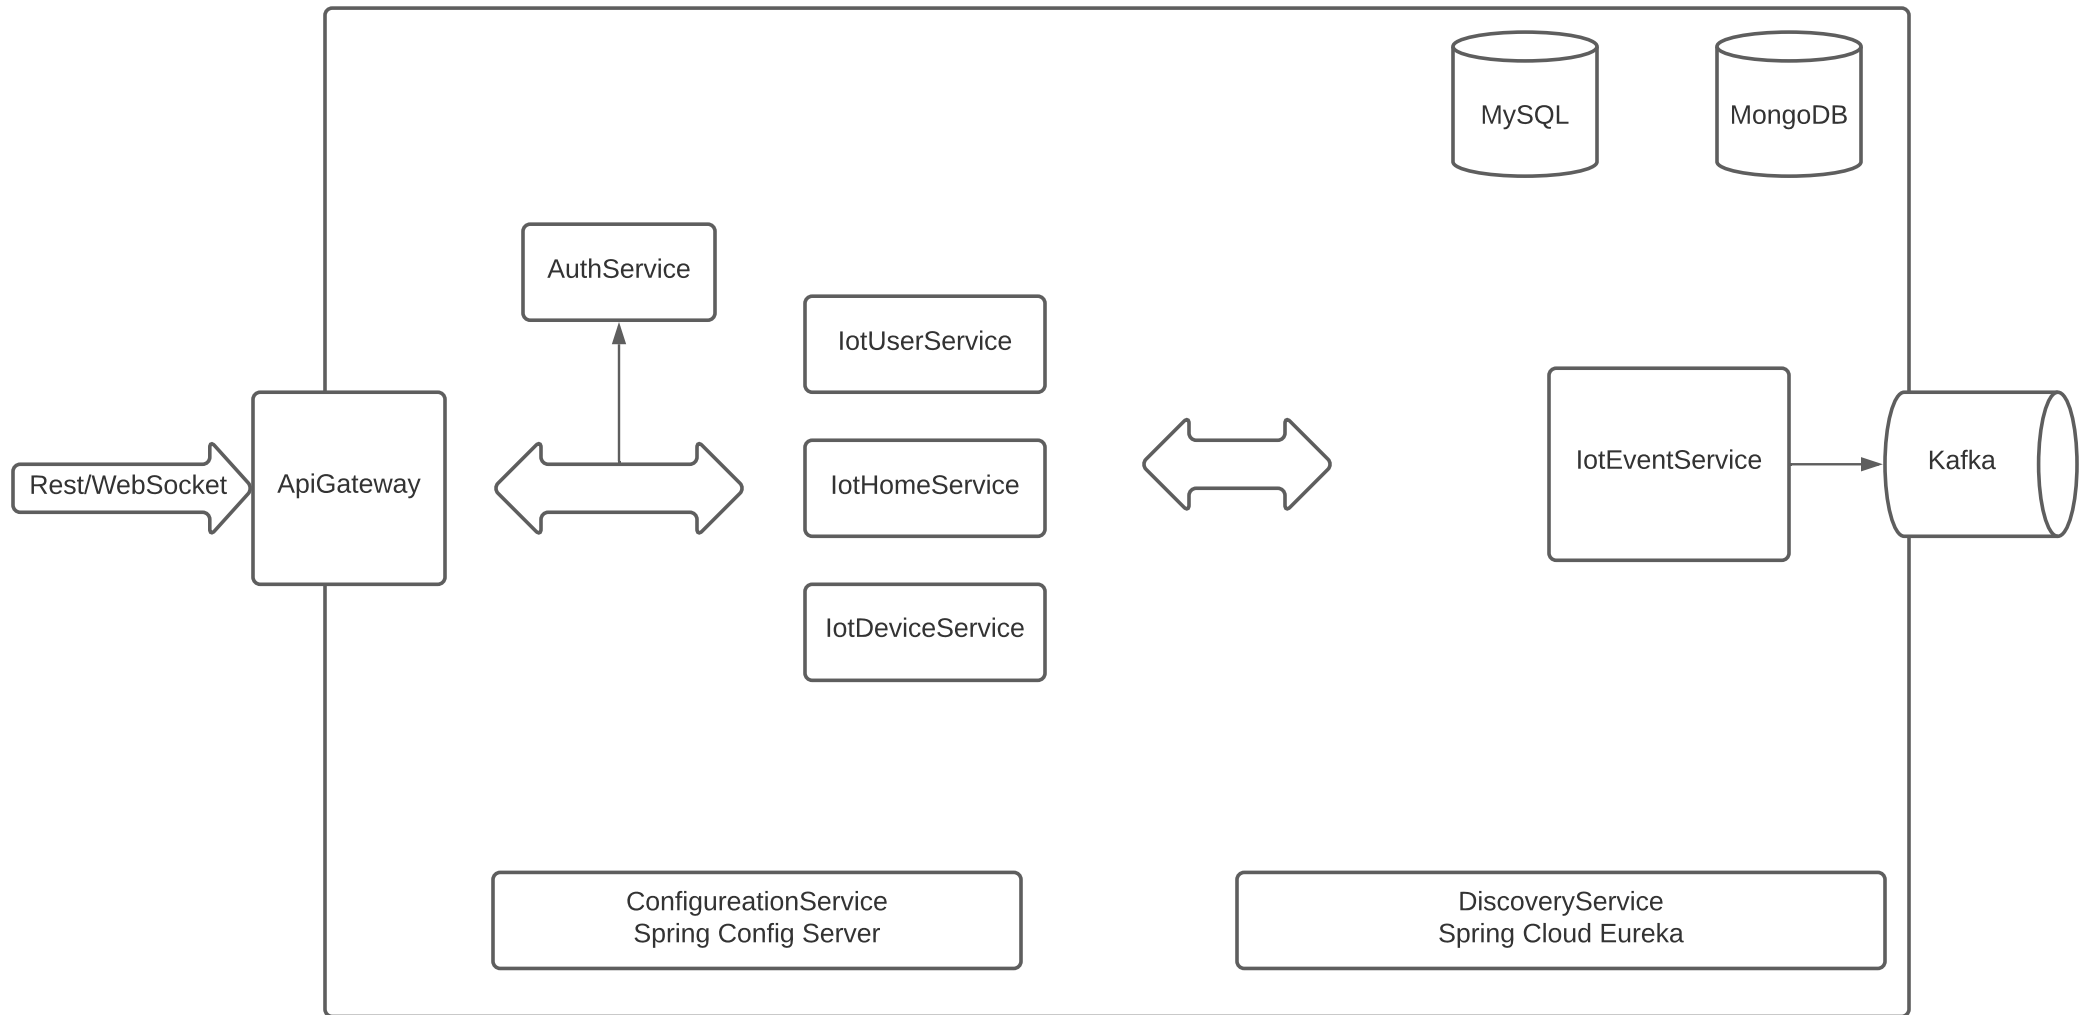 MySQL
MongoDB
AuthService
IotUserService
Rest/WebSocket
ApiGateway
IotHomeService
IotEventService
Kafka
IotDeviceService
ConfigureationService
Spring Config Server
DiscoveryService
Spring Cloud Eureka